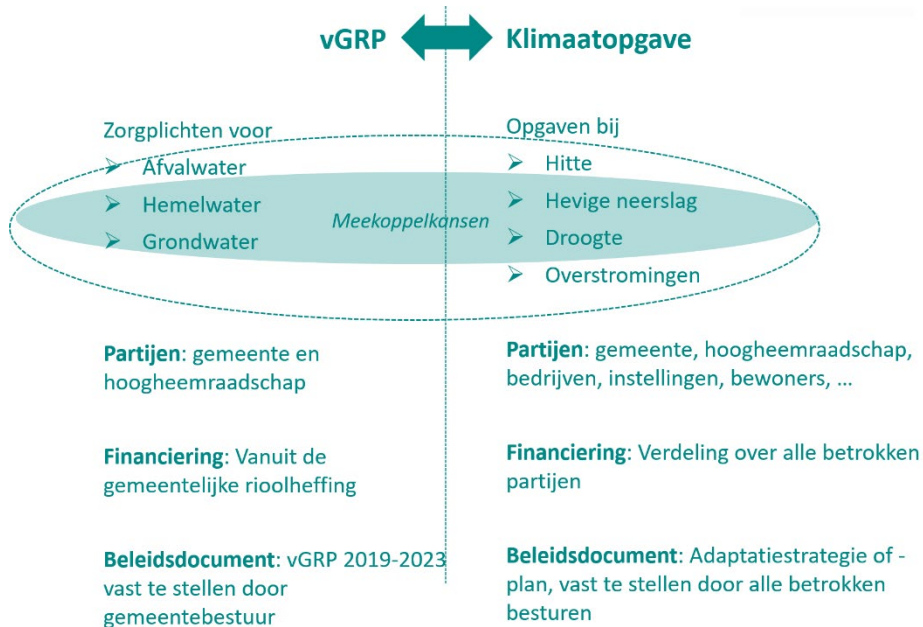 vGRP
Klimaatopgave
Zorgplichten voor
➢ Afvalwater
➢ Hemelwater
➢ Grondwater
Opgaven bij
➢ Hitte
➢ Hevige neerslag
➢ Droogte
➢ Overstromingen
Meekoppelkansen
Partijen: gemeente en
hoogheemraadschap
Partijen: gemeente, hoogheemraadschap,
bedrijven, instellingen, bewoners, ...
Financiering: Vanuit de
gemeentelijke rioolheffing
Financiering: Verdeling over alle betrokken
partijen
Beleidsdocument: vGRP 2019-2023
vast te stellen door
gemeentebestuur
Beleidsdocument: Adaptatiestrategie of -
plan, vast te stellen door alle betrokken
besturen